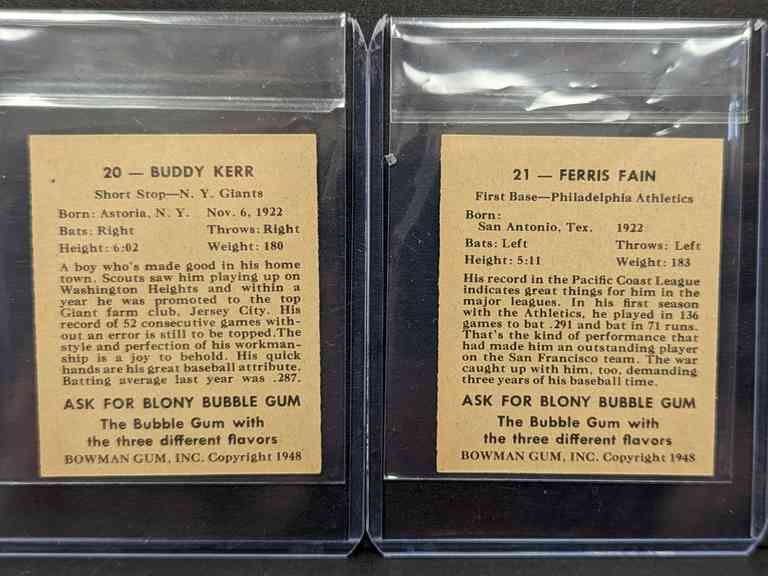 20 — BUDDY KERR
Short Stop—N. Y. Giants
Born: Astoria, N. Y. Nov. 6, 1922
Bats: Right Throws: Right
Height: 6:02 Weight: 180
A boy who's made good in his home
town. Scouts saw him playing up on
Washington Heights and within a
year he was promoted to the top
Giant farm club, Jersey City. His
record of 52 consecutive games with-
out an error is still to be topped.The
style and perfection of his workman-
ship is a joy to behold. His quick
hands are his great baseball attribute.
Batting average last year was .287.
ASK FOR BLONY BUBBLE GUM
The Bubble Gum with
the three different flavors
BOWMAN GUM, INC. Copyright 1948
21 — FERRIS FAIN
First Base—Philadelphia Athletics
Born:
San Antonio, Tex. 1922
Bats: Left Throws: Left
Height: 5:11 Weight: 183
His record in the Pacific Coast League
indicates great things for him in the
major leagues. In his first season
with the Athletics, he played in 136
games to bat .291 and bat in 71 runs.
That's the kind of performance that
had made him an outstanding player
on the San Francisco team. The war
caught up with him, too, demanding
three years of his baseball time.
ASK FOR BLONY BUBBLE GUM
The Bubble Gum with
the three different flavors
BOWMAN GUM, INC. Copyright 1948